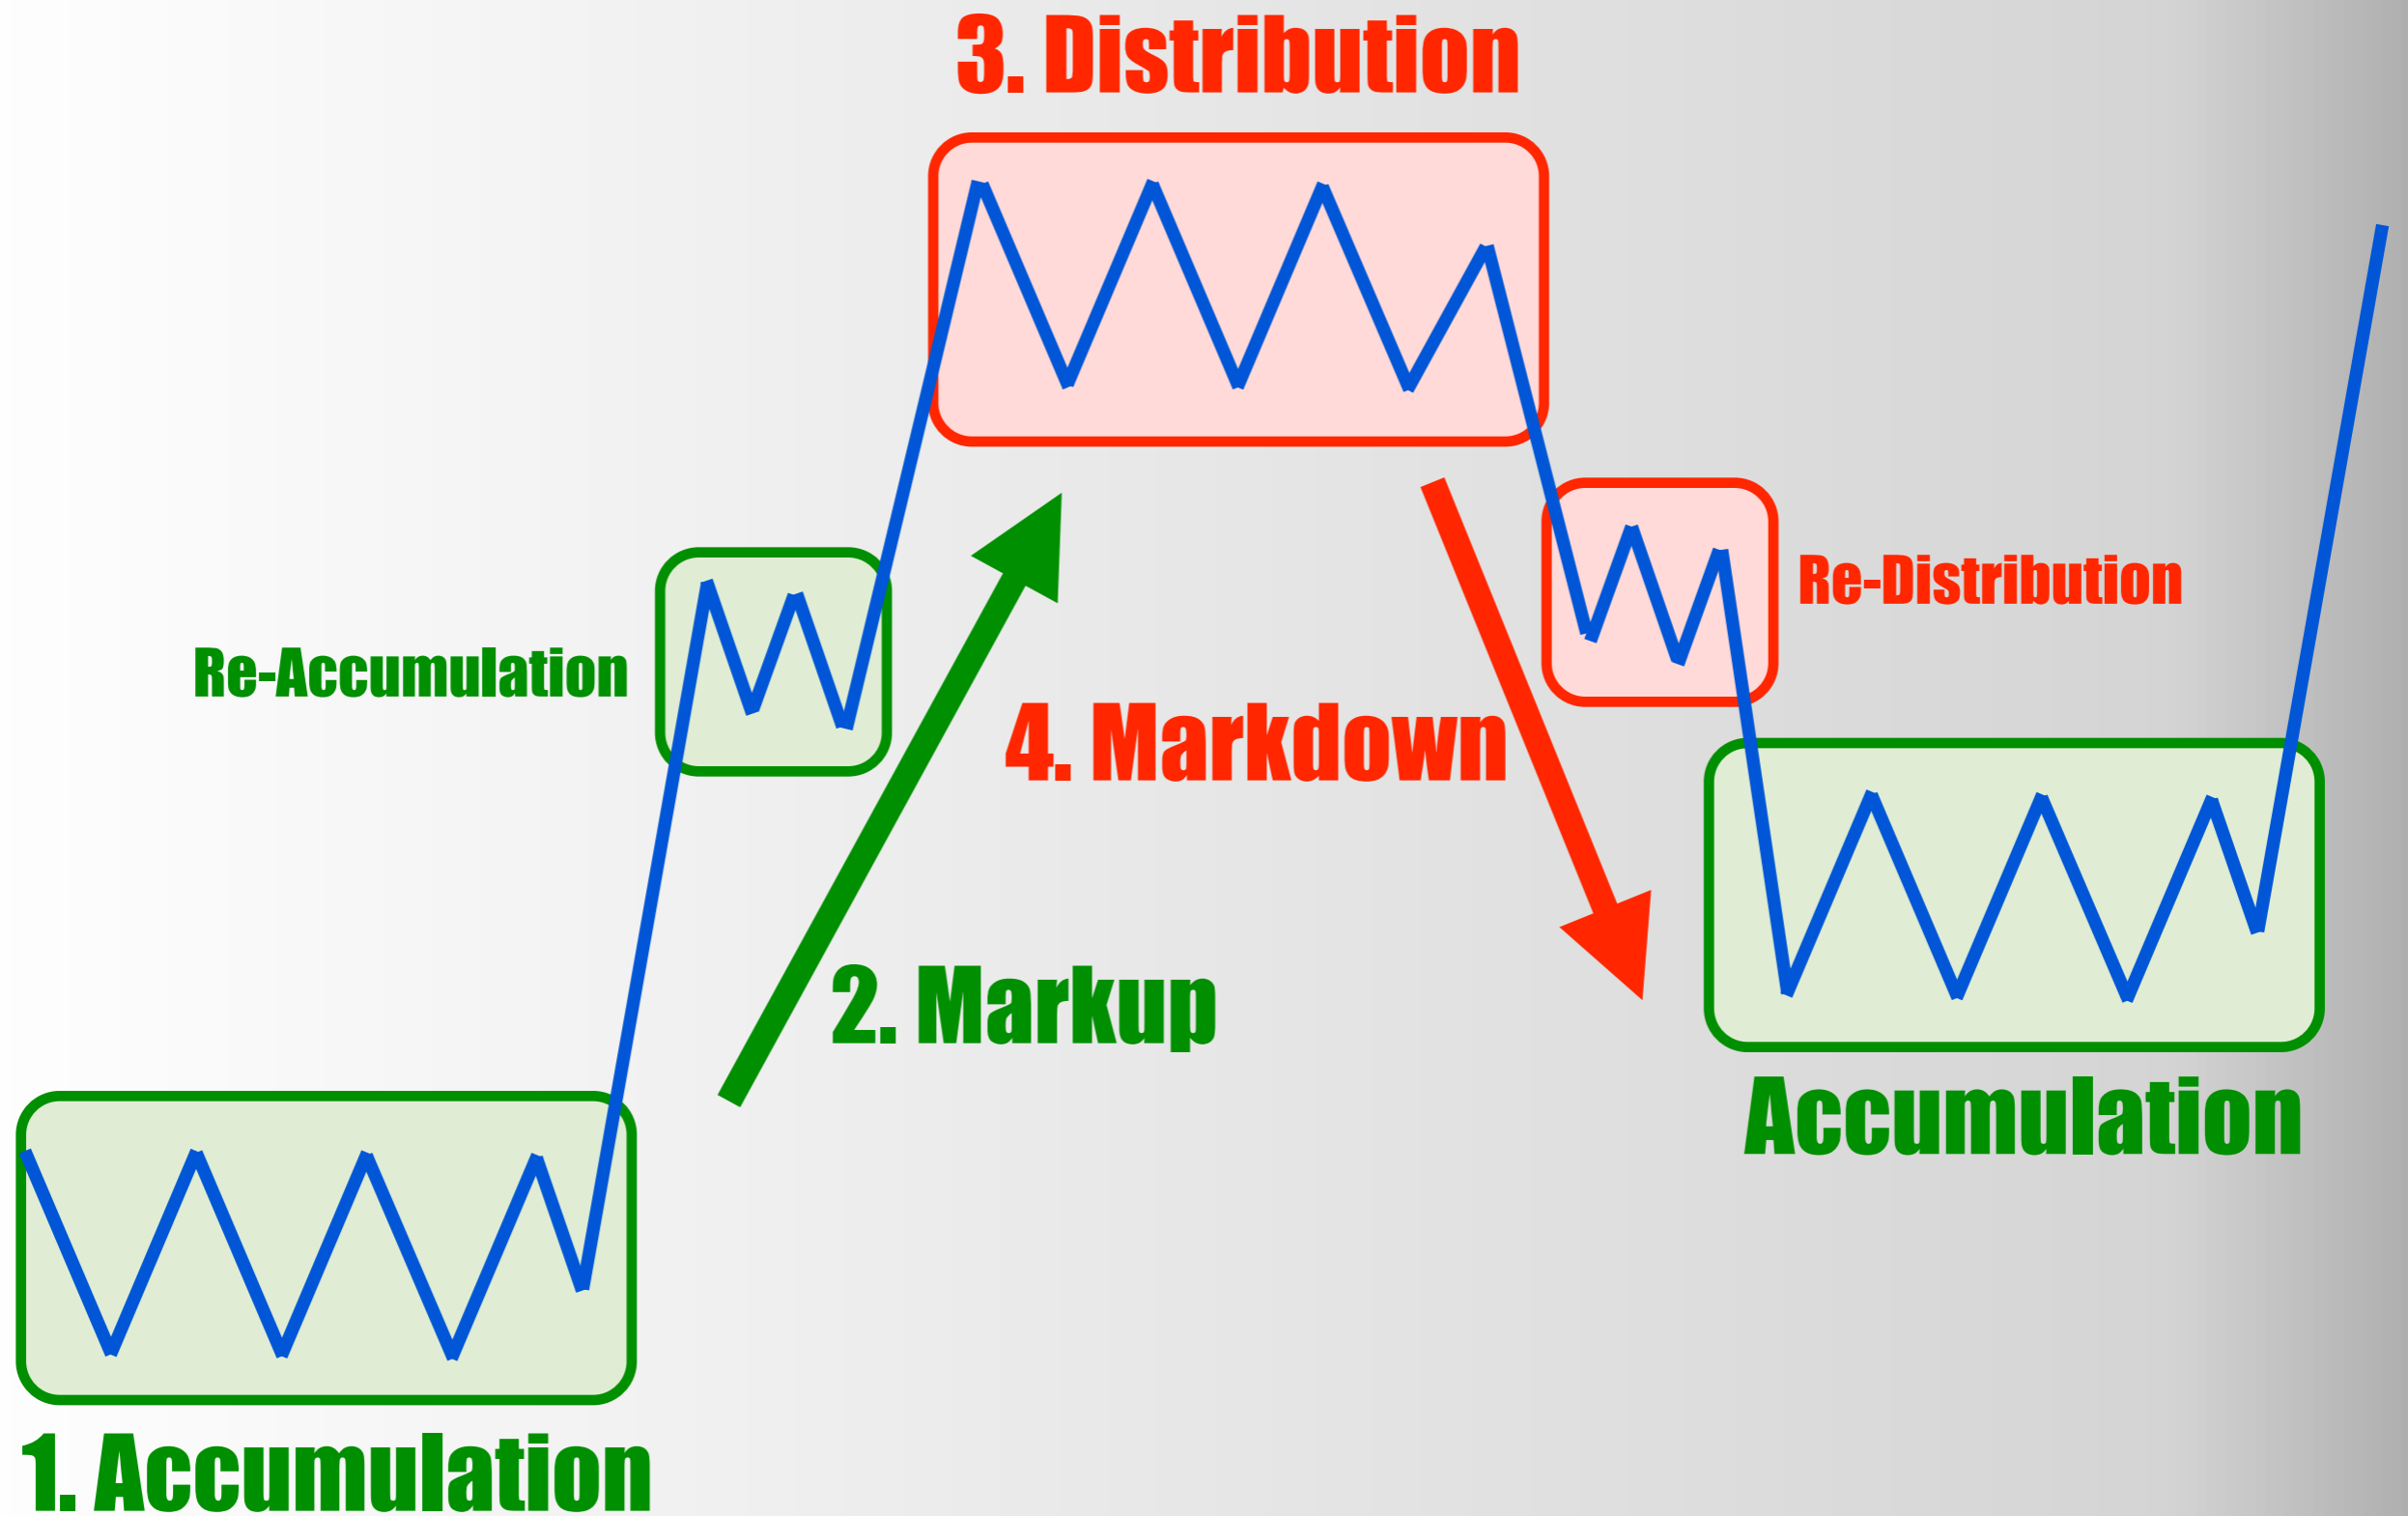 3. Distribution
Re-Distribution
Re-Accumulation
4. Markdown
2. Markup
Accumulation
1. Accumulation